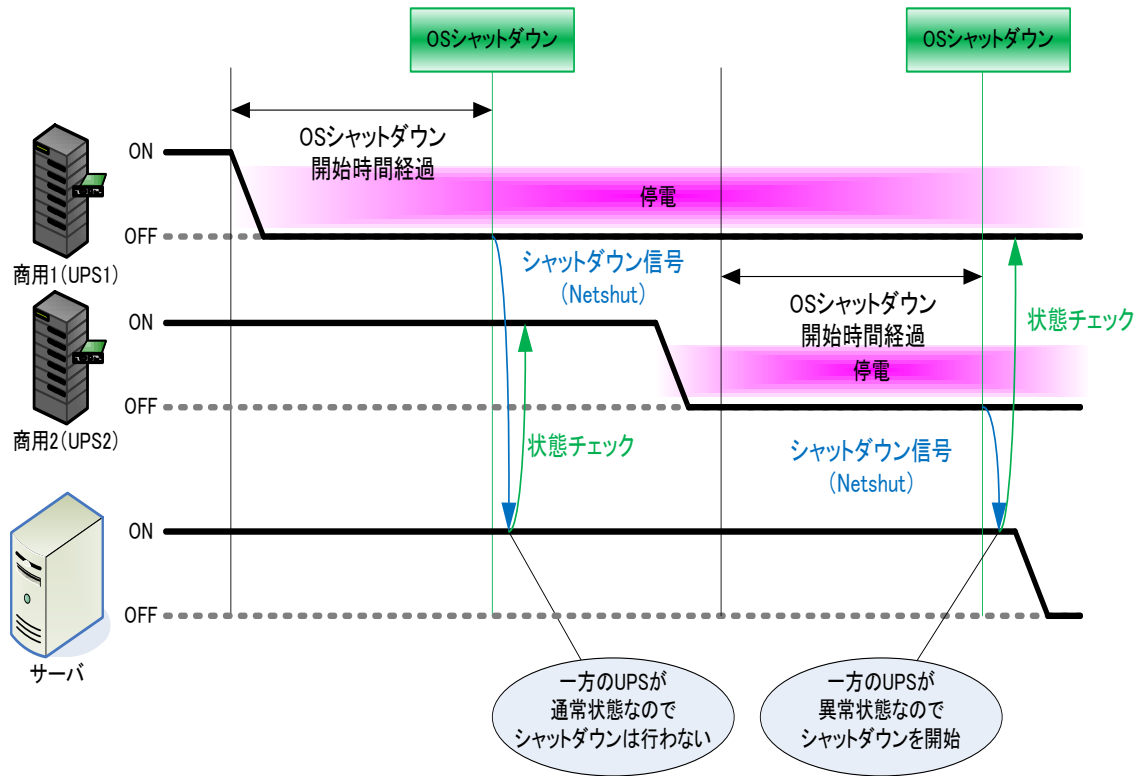 OSシャットダウン
OSシャットダウン
OSシャットダウン
開始時間経過
ON
停電
OFF
商用1(UPS1)
シャットダウン信号
(Netshut)
OSシャットダウン
開始時間経過
状態チェック
ON
停電
OFF
商用2(UPS2)
状態チェック
シャットダウン信号
(Netshut)
ON
OFF
サーバ
一方のUPSが
通常状態なので
シャットダウンは行わない
一方のUPSが
異常状態なので
シャットダウンを開始